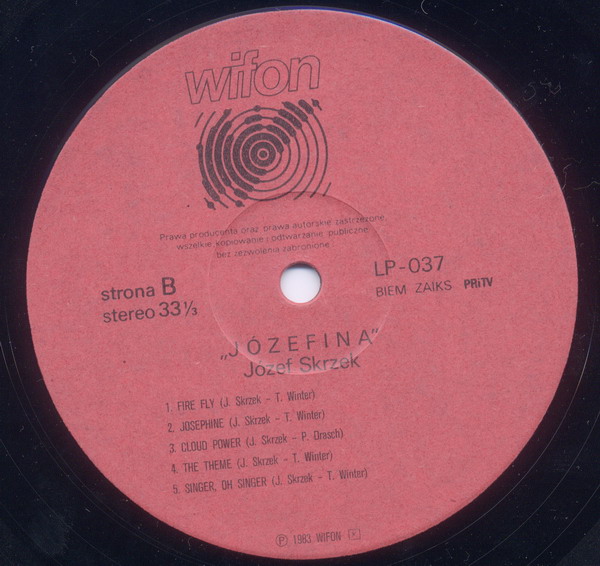 wifon
Prawa producenta oraz prawa autorskie zastrzeżone,
wszelkie kopiowanie i odtwarzanie publiczne
bez zezwolenia zabronione
strona B
stereo 33 1/3
LP-037
BIEM ZAIKS PRiTV
„JÓZEFINA"
Józef Skrzek
1. FIRE FLY (J. Skrzek - T. Winter)
2. JOSEPHINE (J. Skrzek - T. Winter)
3. CLOUD POWER (J. Skrzek - P. Drasch)
4. THE THEME (J. Skrzek - T. Winter)
5. SINGER, OH SINGER (J. Skrzek - T. Winter)
Ⓟ 1983 WIFON